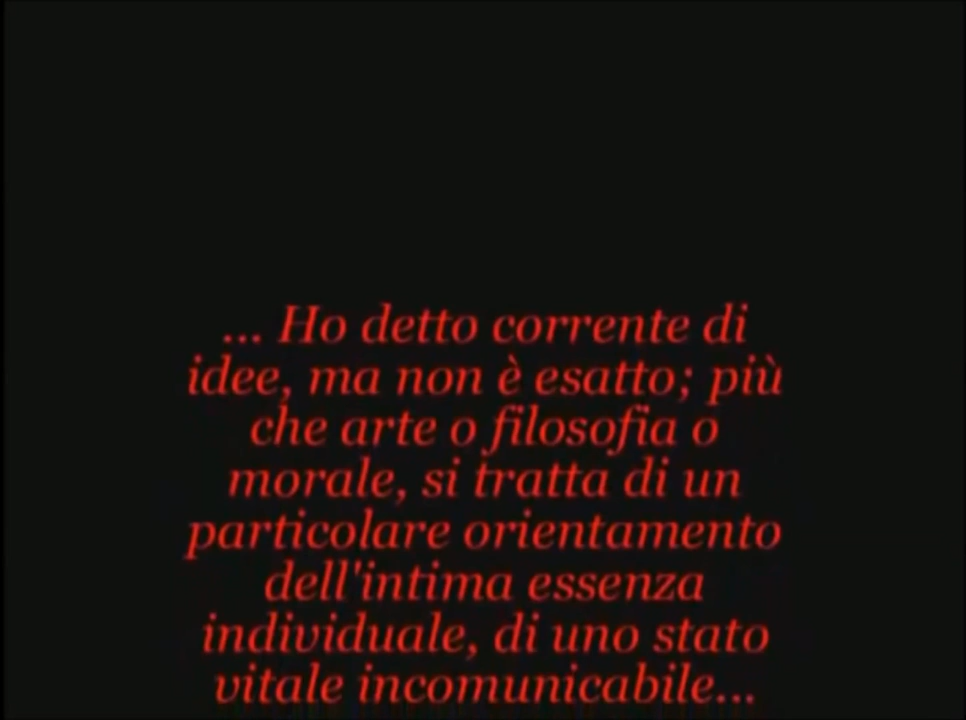 ... Ho detto corrente di
idee, ma non è esatto; più
che arte o filosofia o
morale, si tratta di un
particolare orientamento
dell'intima essenza
individuale, di uno stato
vitale incomunicabile...